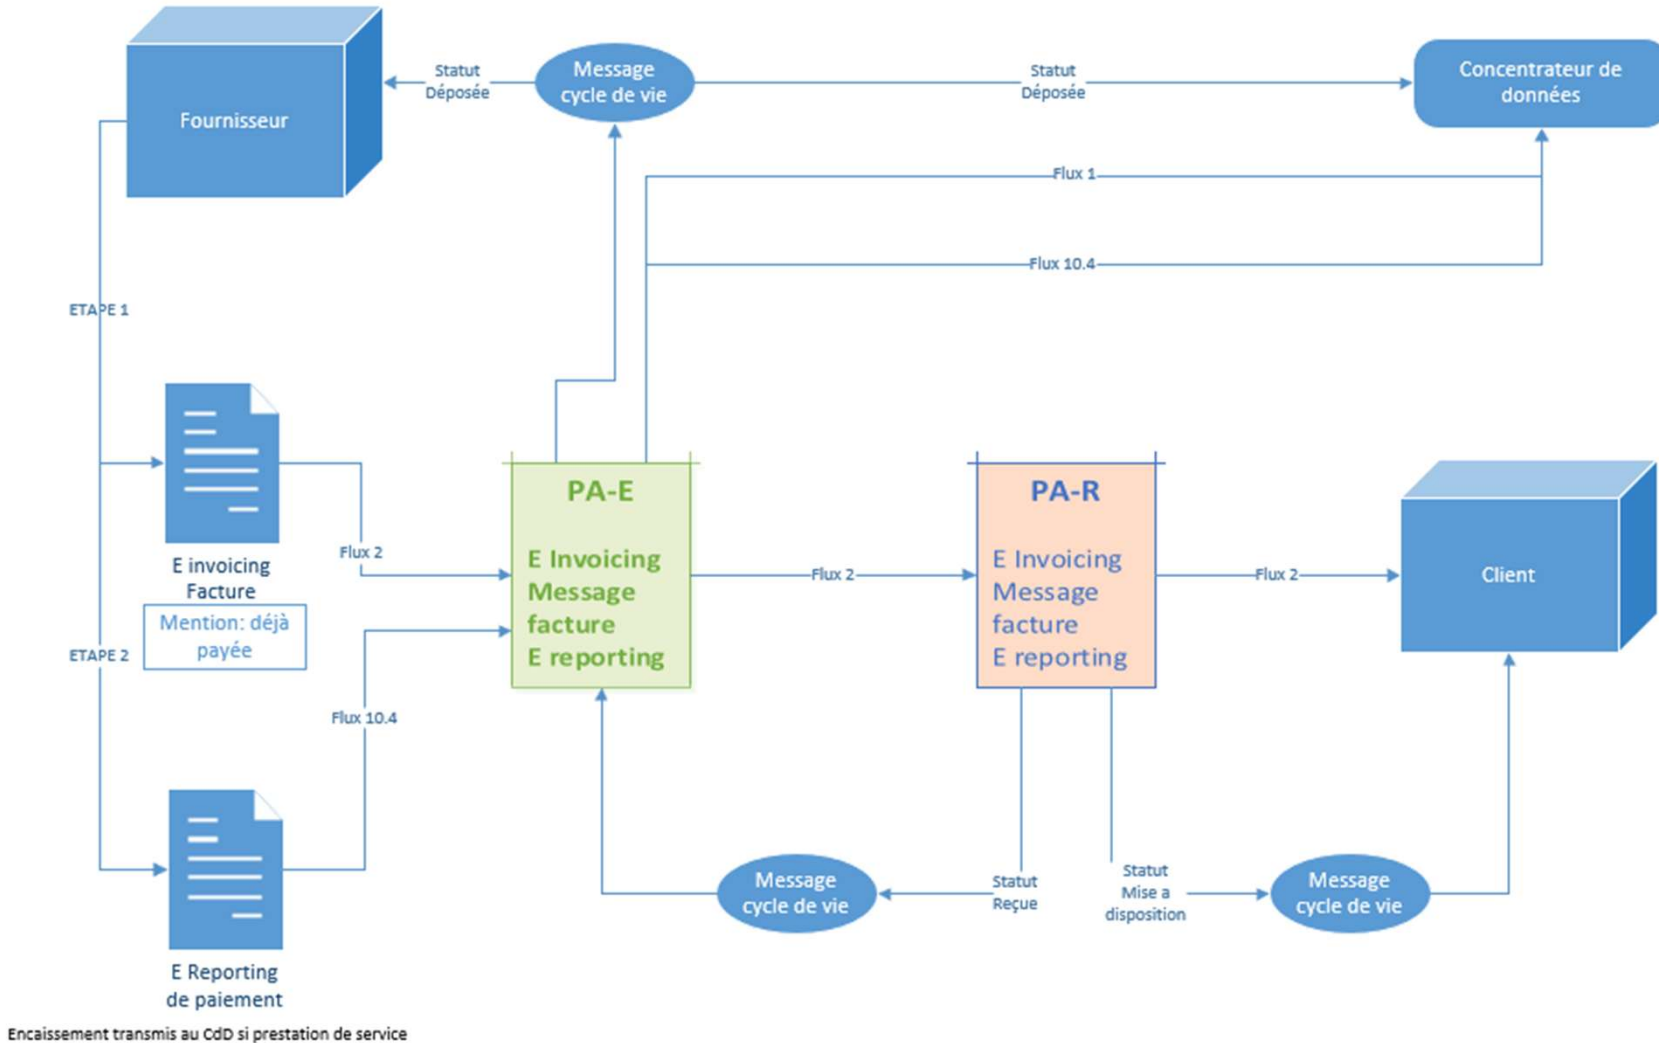 Fournisseur
Statut
Déposée
Message
cycle de vie
Statut
Déposée
Concentrateur de
données
Flux 1
Flux 10.4
ETAPE 1
E invoicing
Facture
Mention: déjà
payée
Flux 2
ETAPE 2
Flux 10.4
PA-E
E Invoicing
Message
facture
E reporting
Flux 2
PA-R
E Invoicing
Message
facture
E reporting
Flux 2
Client
Message
cycle de vie
Statut
Reçue
Statut
Mise a
disposition
Message
cycle de vie
E Reporting
de paiement
Encaissement transmis au CdD si prestation de service